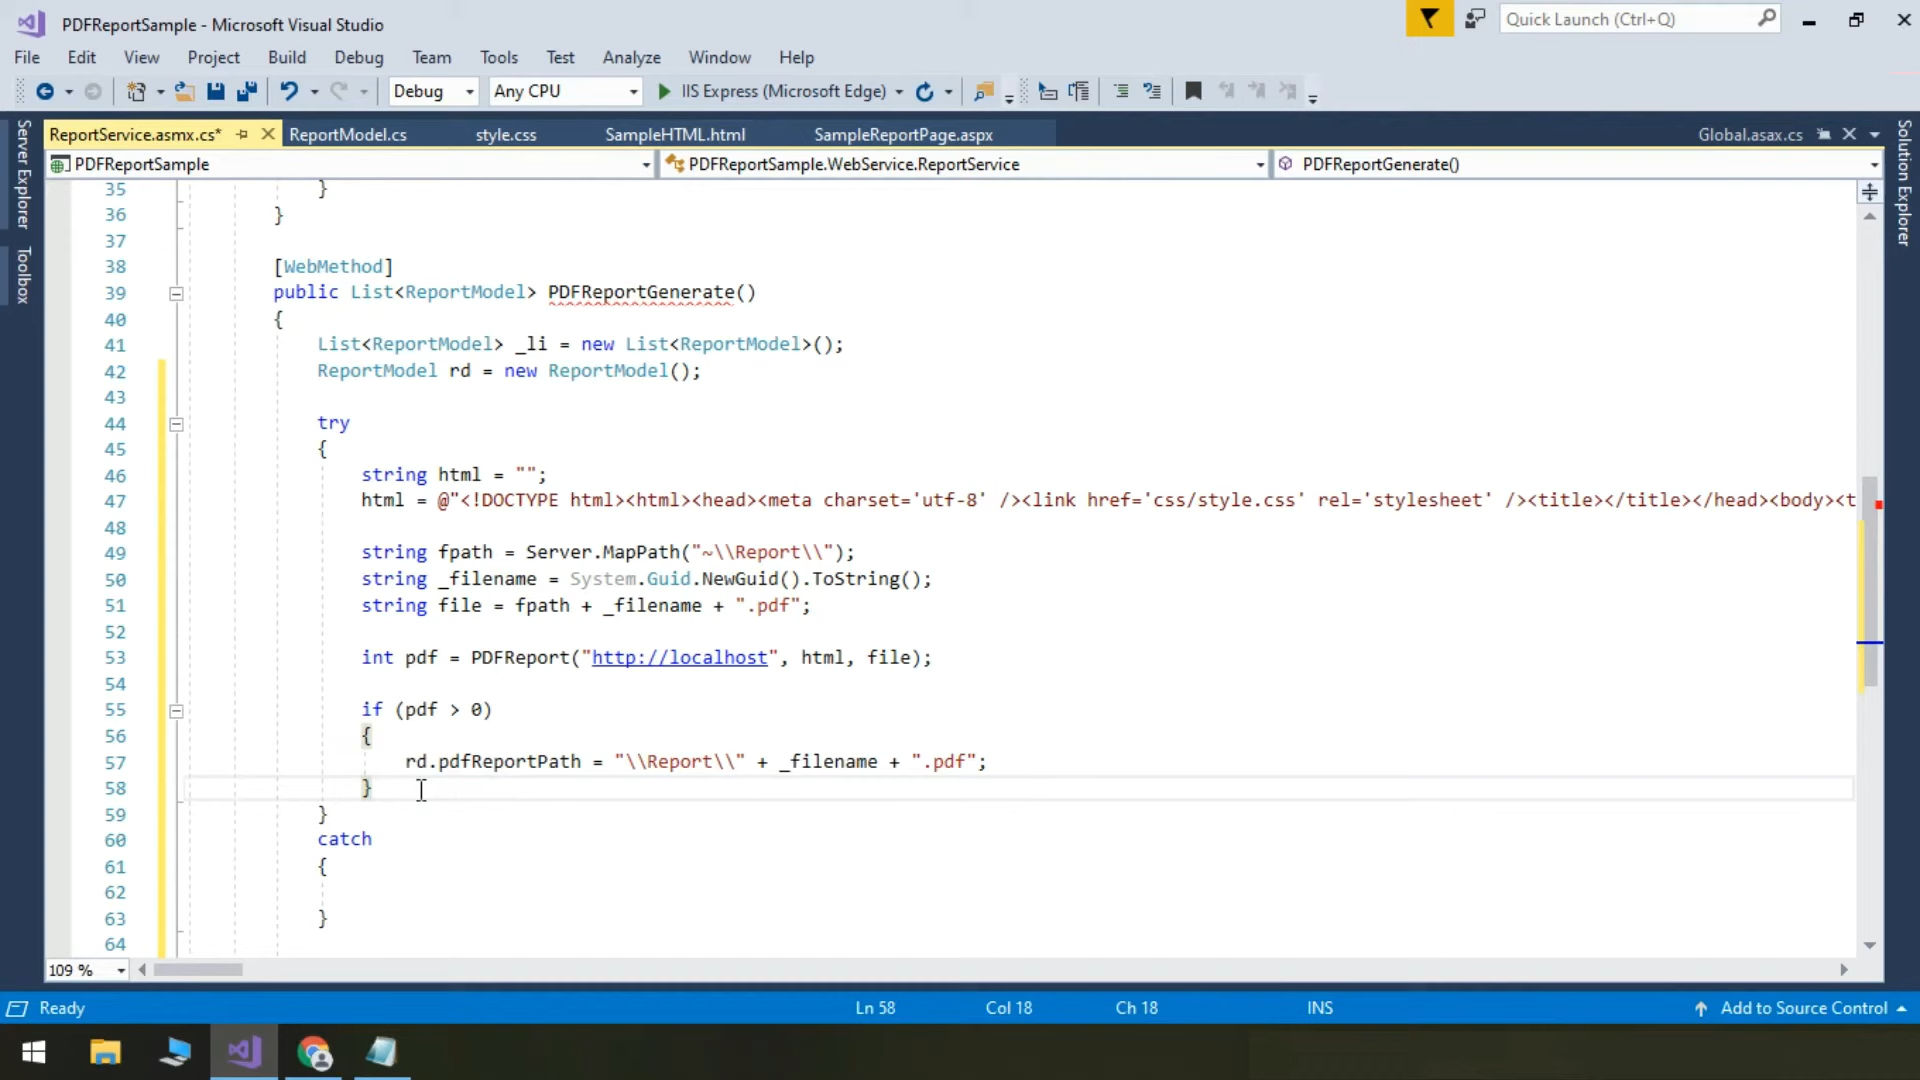 PDFReportSample - Microsoft Visual Studio
Quick Launch (Ctrl+Q)
File Edit View Project Build Debug Team Tools Test Analyze Window Help
Debug Any CPU IIS Express (Microsoft Edge)
ReportService.asmx.cs* ReportModel.cs style.css SampleHTML.html SampleReportPage.aspx Global.asax.cs
PDFReportSample PDFReportSample.WebService.ReportService PDFReportGenerate()
Server Explorer
Toolbox
Solution Explorer
35 }
36 }
37
38 [WebMethod]
39 public List<ReportModel> PDFReportGenerate()
40 {
41 List<ReportModel> _li = new List<ReportModel>();
42 ReportModel rd = new ReportModel();
43
44 try
45 {
46 string html = "";
47 html = @"<!DOCTYPE html><html><head><meta charset='utf-8' /><link href='css/style.css' rel='stylesheet' /><title></title></head><body><t
48
49 string fpath = Server.MapPath("~\\Report\\");
50 string _filename = System.Guid.NewGuid().ToString();
51 string file = fpath + _filename + ".pdf";
52
53 int pdf = PDFReport("http://localhost", html, file);
54
55 if (pdf > 0)
56 {
57 rd.pdfReportPath = "\\Report\\" + _filename + ".pdf";
58 }
59 }
60 catch
61 {
62
63 }
64
109 %
Ready Ln 58 Col 18 Ch 18 INS Add to Source Control